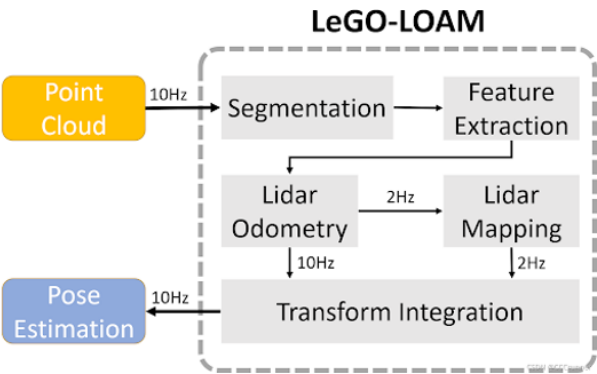 LeGO-LOAM
Point
Cloud
10Hz
Segmentation
Feature
Extraction
Lidar
Odometry
2Hz
Lidar
Mapping
10Hz
2Hz
Pose
Estimation
10Hz
Transform Integration